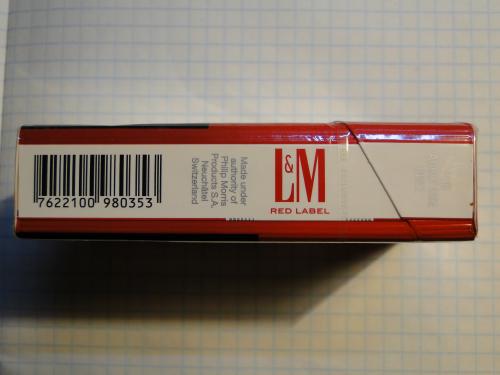 7622100 980353
Made under
authority of
Philip Morris
Products S.A.
Neuchâtel
Switzerland
L&M
RED LABEL